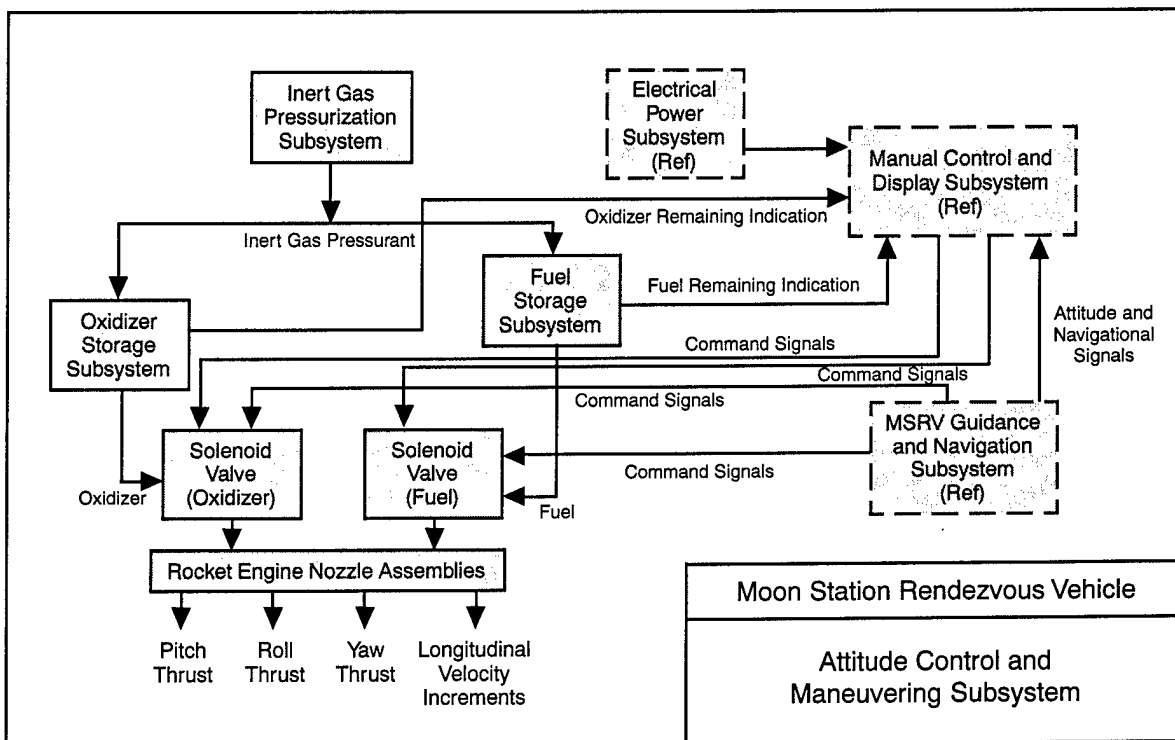 Inert Gas
Pressurization
Subsystem
Electrical
Power
Subsystem
(Ref)
Manual Control and
Display Subsystem
(Ref)
Oxidizer Remaining Indication
Inert Gas Pressurant
Fuel
Storage
Subsystem
Fuel Remaining Indication
Oxidizer
Storage
Subsystem
Attitude and
Navigational
Signals
Command Signals
Command Signals
Command Signals
Solenoid
Valve
(Oxidizer)
Solenoid
Valve
(Fuel)
MSRV Guidance
and Navigation
Subsystem
(Ref)
Command Signals
Oxidizer
Fuel
Rocket Engine Nozzle Assemblies
Pitch
Thrust
Roll
Thrust
Yaw
Thrust
Longitudinal
Velocity
Increments
Moon Station Rendezvous Vehicle
Attitude Control and
Maneuvering Subsystem